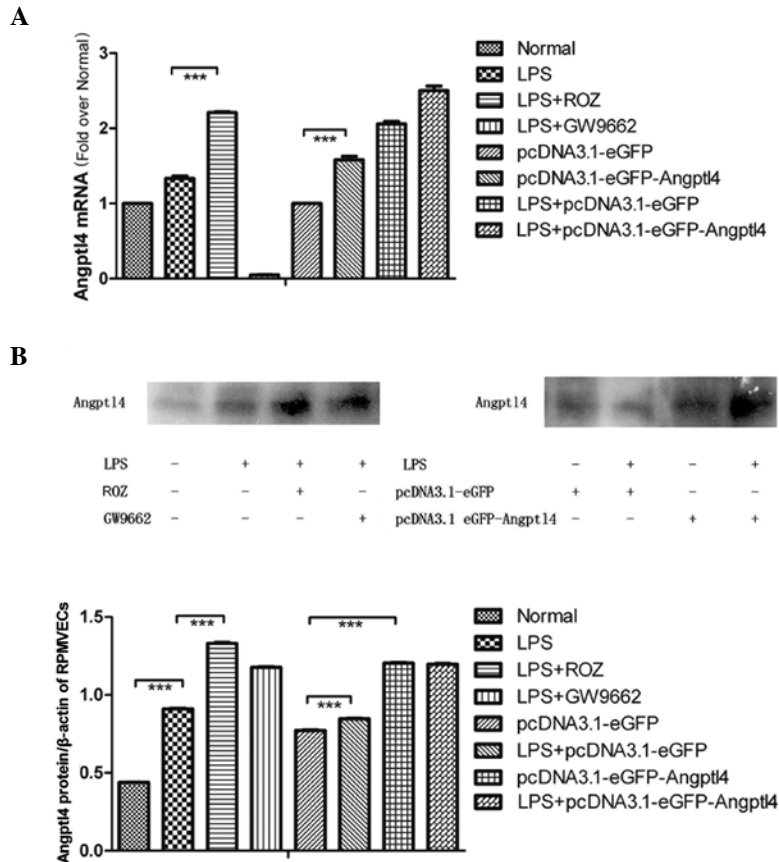 A
Angptl4 mRNA (Fold over Normal)
3
2
1
0
***
***
Normal
LPS
LPS+ROZ
LPS+GW9662
pcDNA3.1-eGFP
pcDNA3.1-eGFP-Angptl4
LPS+pcDNA3.1-eGFP
LPS+pcDNA3.1-eGFP-Angptl4
B
Angptl4 Angptl4
LPS - + + + LPS - + - +
ROZ - - + - pcDNA3.1-eGFP + + - -
GW9662 - - - + pcDNA3.1 eGFP-Angptl4 - - + +
Angptl4 protein/β-actin of RPMVECs
1.5
1.0
0.5
0.0
***
***
***
***
Normal
LPS
LPS+ROZ
LPS+GW9662
pcDNA3.1-eGFP
LPS+pcDNA3.1-eGFP
pcDNA3.1-eGFP-Angptl4
LPS+pcDNA3.1-eGFP-Angptl4